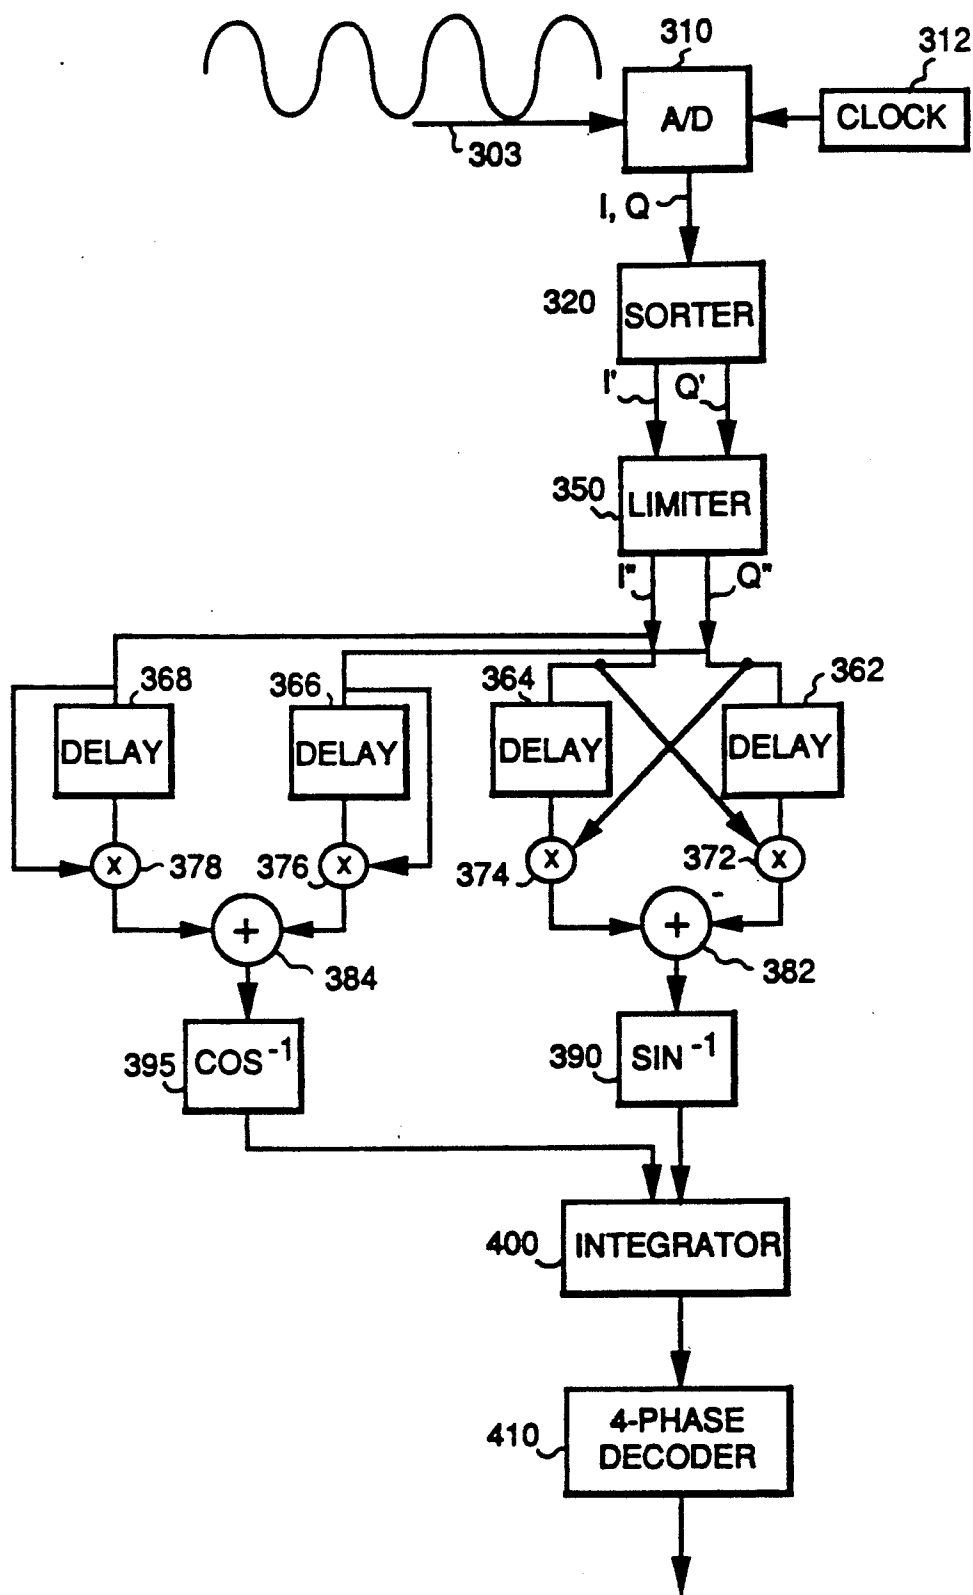 310
312
A/D
CLOCK
303
I, Q
320
SORTER
I' Q'
350
LIMITER
I" Q"
368 366 364 362
DELAY DELAY DELAY DELAY
X 378 376 X X 374 372 X
+ 384 + - 382
395 COS-1
390 SIN-1
400 INTEGRATOR
410
4-PHASE
DECODER